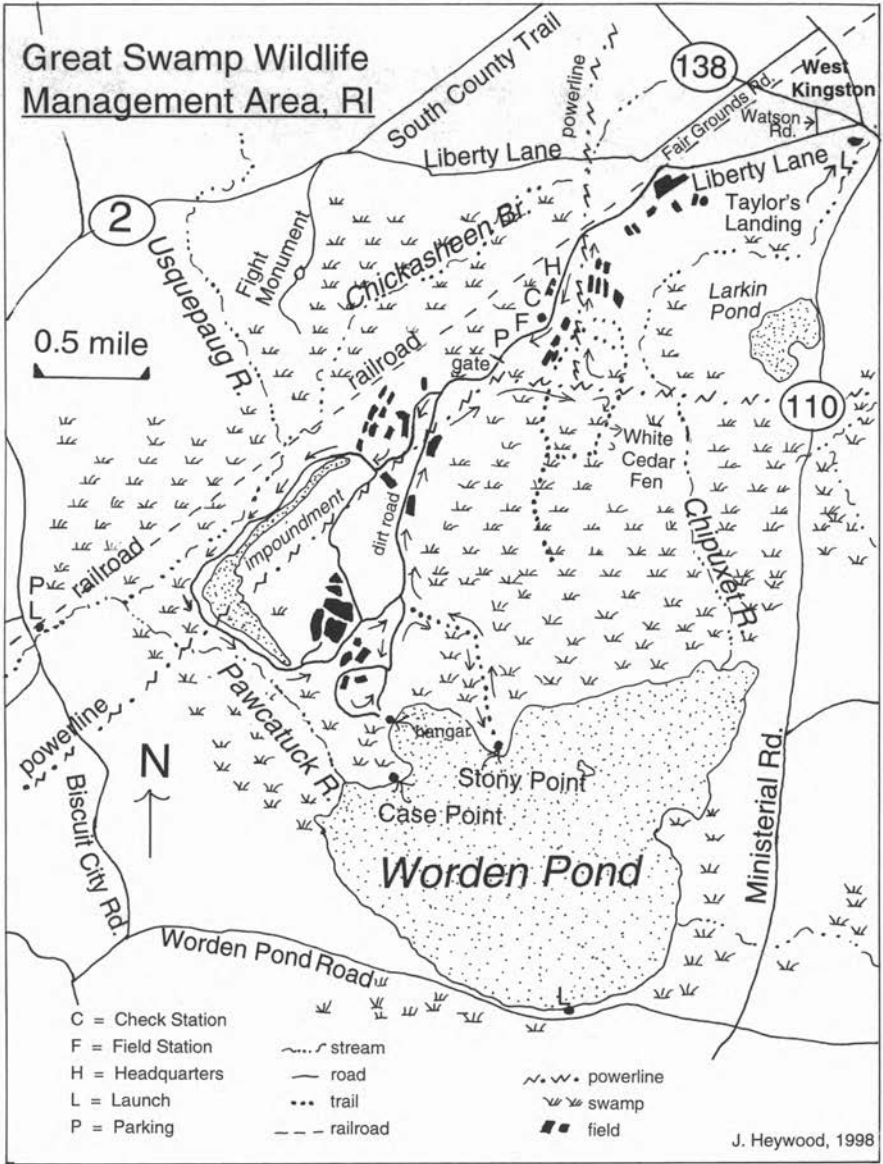 Great Swamp Wildlife
Management Area, RI
South County Trail
powerline
138
West
Kingston
Fair Grounds Rd.
Watson
Rd.
Liberty Lane
Liberty Lane
L
Taylor's
Landing
2
Usquepaug R.
Fight
Monument
Chickasheen Br.
H
C
F
P
gate
Larkin
Pond
0.5 mile
railroad
110
White
Cedar
Fen
impoundment
dirt road
Chipuxet R.
railroad
P
L
Pawcatuck R.
powerline
hangar
Stony Point
Case Point
N
Biscuit City Rd.
Worden Pond
Ministerial Rd.
Worden Pond Road
L
C = Check Station
F = Field Station
H = Headquarters
L = Launch
P = Parking
stream
road
trail
railroad
powerline
swamp
field
J. Heywood, 1998